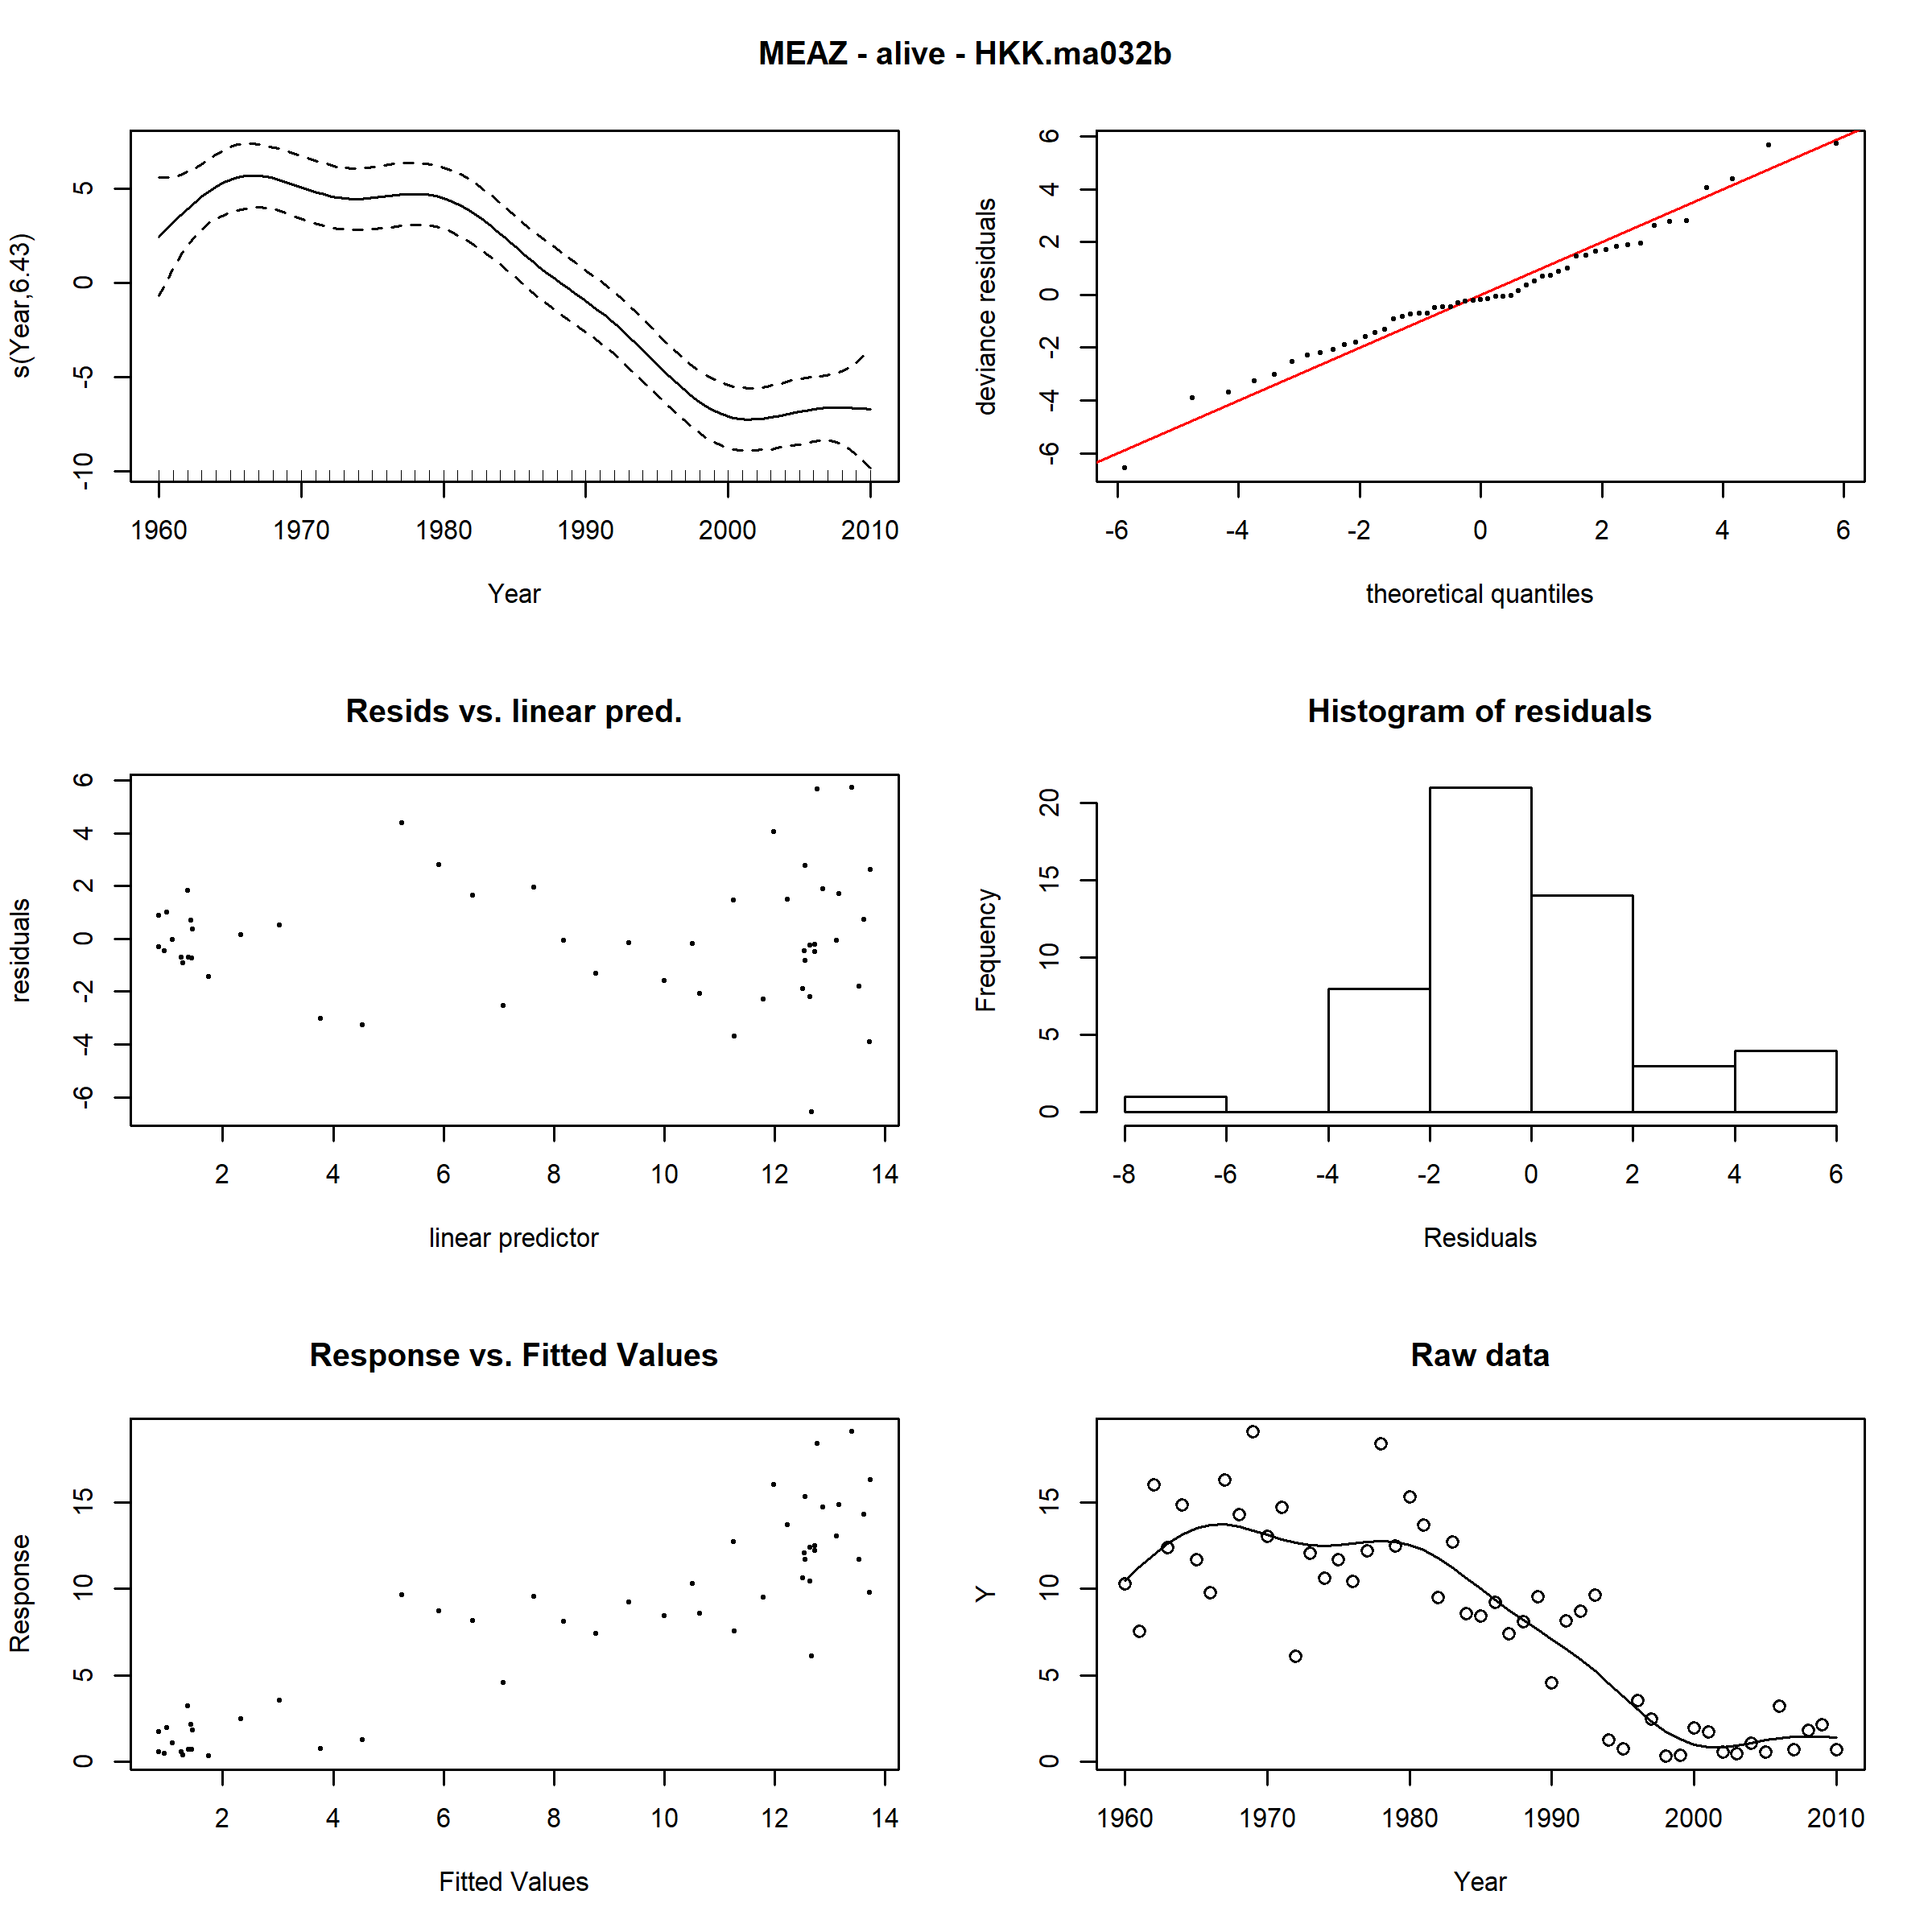 MEAZ - alive - HKK.ma032b
s(Year,6.43)
5
0
-5
-10
1960 1970 1980 1990 2000 2010
Year
deviance residuals
6
4
2
0
-2
-4
-6
-6 -4 -2 0 2 4 6
theoretical quantiles
Resids vs. linear pred.
residuals
6
4
2
0
-2
-4
-6
2 4 6 8 10 12 14
linear predictor
Histogram of residuals
Frequency
20
15
10
5
0
-8 -6 -4 -2 0 2 4 6
Residuals
Response vs. Fitted Values
Response
15
10
5
0
2 4 6 8 10 12 14
Fitted Values
Raw data
Y
15
10
5
0
1960 1970 1980 1990 2000 2010
Year